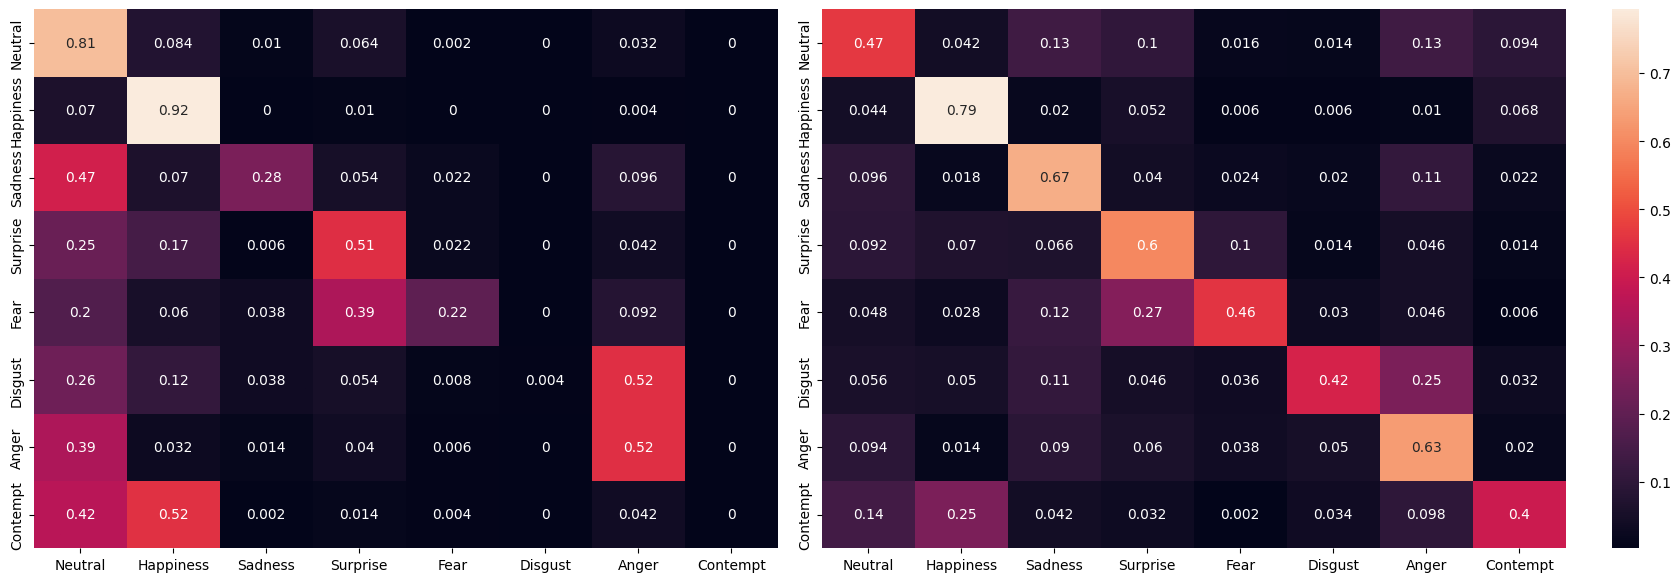 Neutral 0.81 0.084 0.01 0.064 0.002 0 0.032 0
Happiness 0.07 0.92 0 0.01 0 0 0.004 0
Sadness 0.47 0.07 0.28 0.054 0.022 0 0.096 0
Surprise 0.25 0.17 0.006 0.51 0.022 0 0.042 0
Fear 0.2 0.06 0.038 0.39 0.22 0 0.092 0
Disgust 0.26 0.12 0.038 0.054 0.008 0.004 0.52 0
Anger 0.39 0.032 0.014 0.04 0.006 0 0.52 0
Contempt 0.42 0.52 0.002 0.014 0.004 0 0.042 0
Neutral Happiness Sadness Surprise Fear Disgust Anger Contempt
Neutral 0.47 0.042 0.13 0.1 0.016 0.014 0.13 0.094
Happiness 0.044 0.79 0.02 0.052 0.006 0.006 0.01 0.068
Sadness 0.096 0.018 0.67 0.04 0.024 0.02 0.11 0.022
Surprise 0.092 0.07 0.066 0.6 0.1 0.014 0.046 0.014
Fear 0.048 0.028 0.12 0.27 0.46 0.03 0.046 0.006
Disgust 0.056 0.05 0.11 0.046 0.036 0.42 0.25 0.032
Anger 0.094 0.014 0.09 0.06 0.038 0.05 0.63 0.02
Contempt 0.14 0.25 0.042 0.032 0.002 0.034 0.098 0.4
Neutral Happiness Sadness Surprise Fear Disgust Anger Contempt
0.7
0.6
0.5
0.4
0.3
0.2
0.1